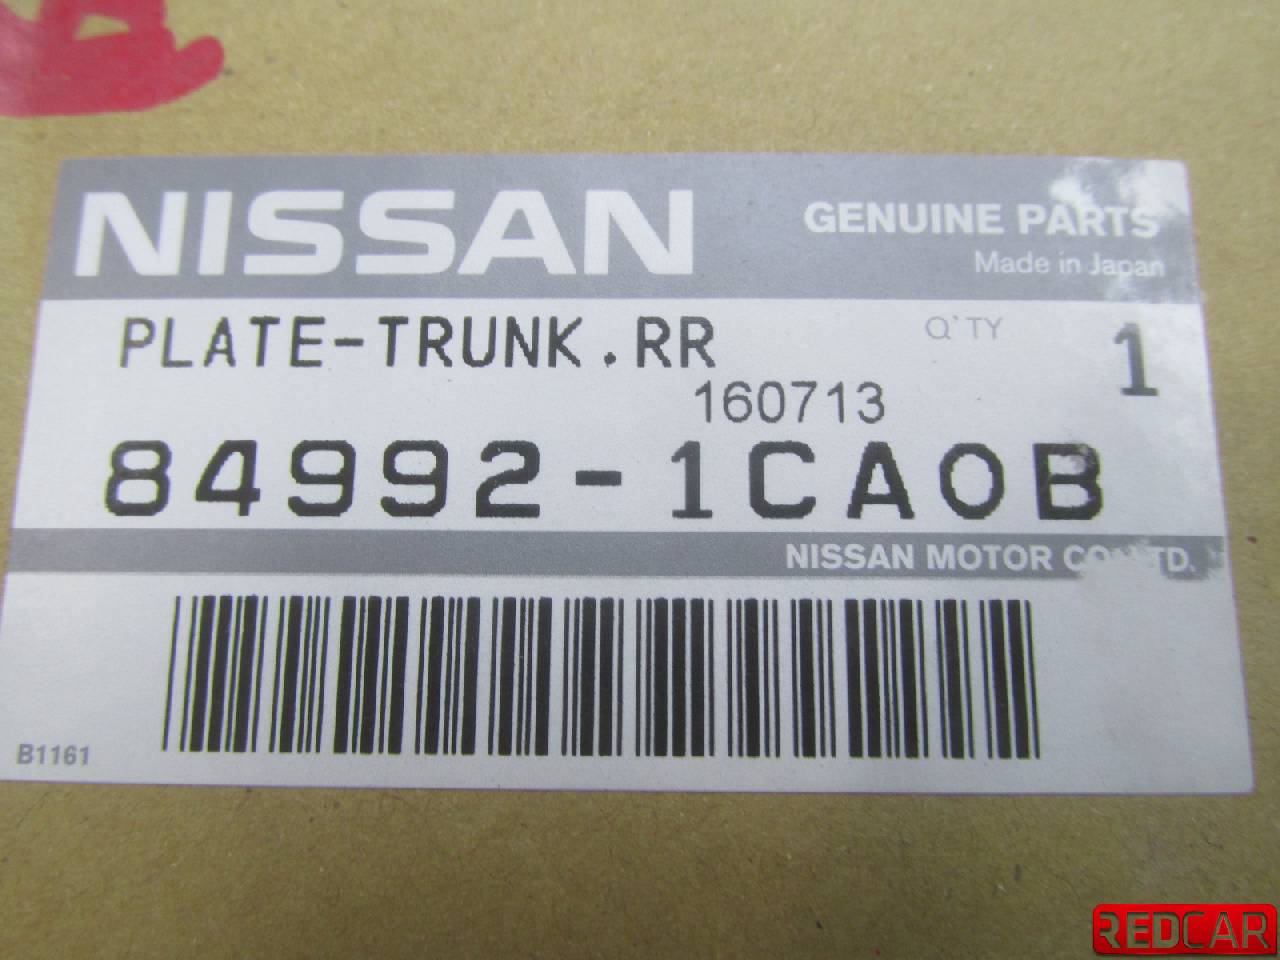 NISSAN
GENUINE PARTS
Made in Japan
PLATE-TRUNK.RR
Q'TY
1
160713
84992-1CA0B
NISSAN MOTOR CO. LTD.
B1161
REDCAR